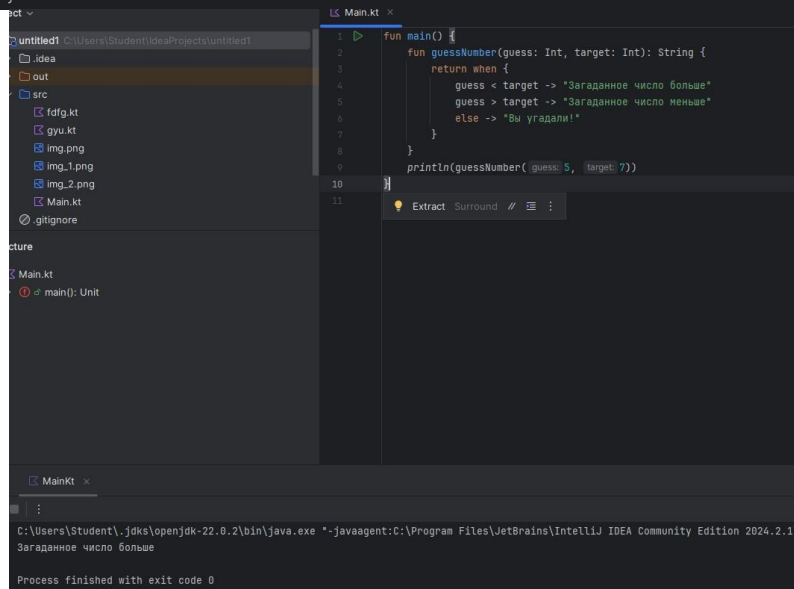 ect
Main.kt
untitled1 C:\Users\Student\IdeaProjects\untitled1
.idea
out
src
fdfg.kt
gyu.kt
img.png
img_1.png
img_2.png
Main.kt
.gitignore
cture
Main.kt
main(): Unit
1 fun main() {
2 fun guessNumber(guess: Int, target: Int): String {
3 return when {
4 guess < target -> "Загаданное число больше"
5 guess > target -> "Загаданное число меньше"
6 else -> "Вы угадали!"
7 }
8 }
9 println(guessNumber( guess: 5, target: 7))
10 }
11
Extract Surround //
MainKt
C:\Users\Student\.jdks\openjdk-22.0.2\bin\java.exe "-javaagent:C:\Program Files\JetBrains\IntelliJ IDEA Community Edition 2024.2.1
Загаданное число больше
Process finished with exit code 0